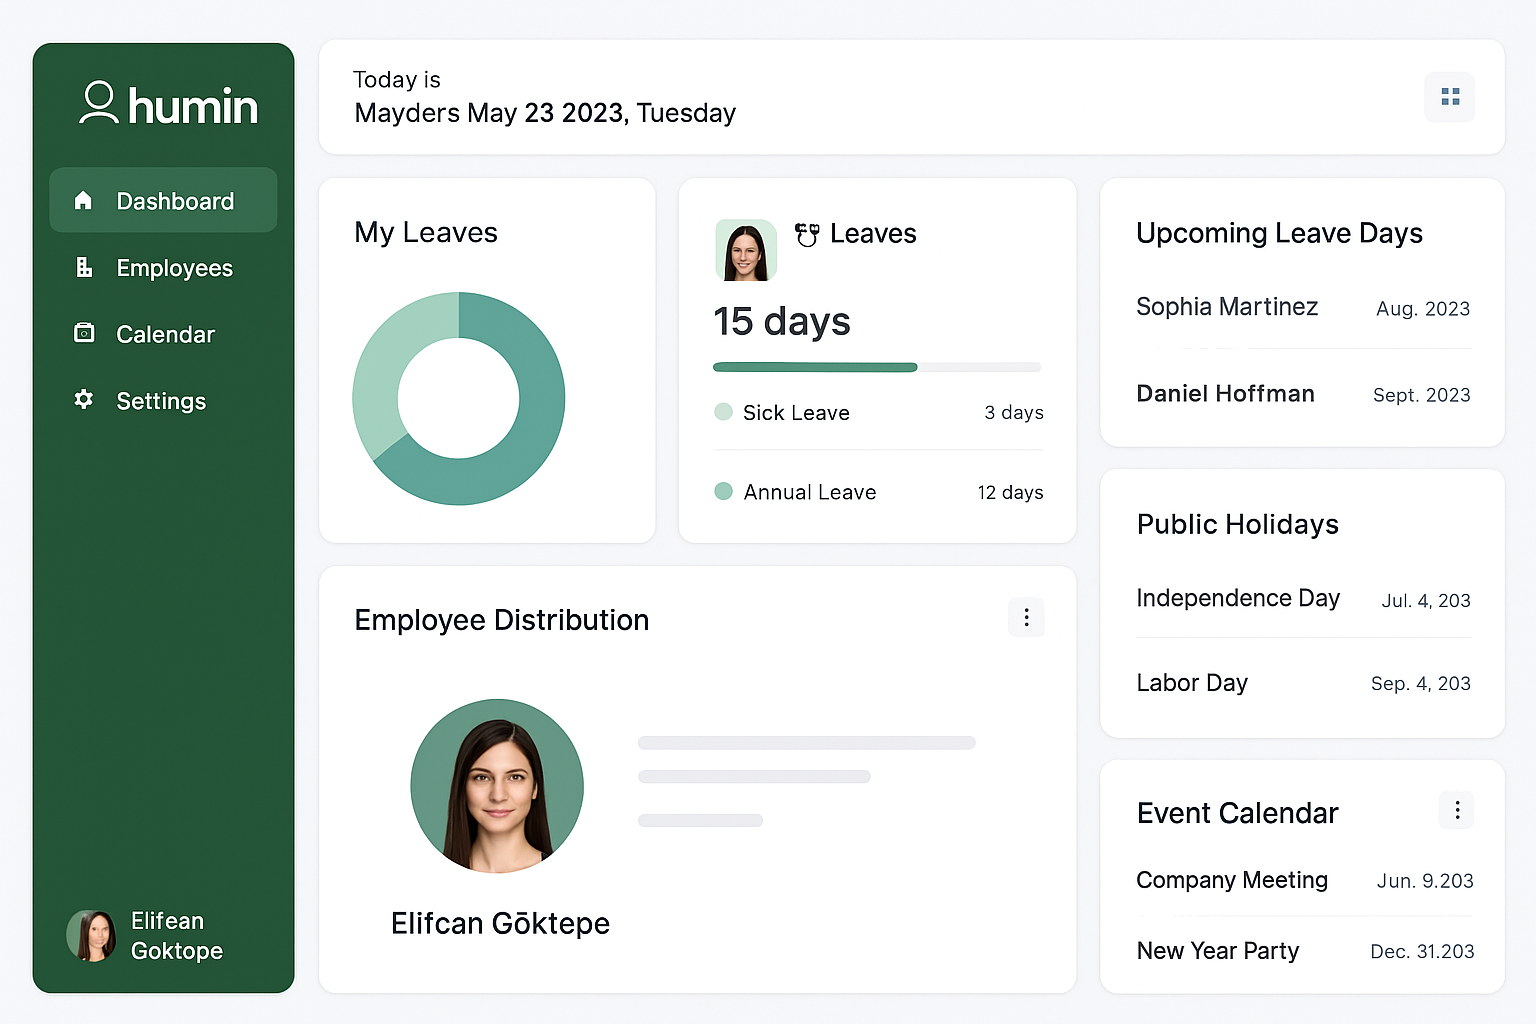 humin
Dashboard
Employees
Calendar
Settings
Elifean
Goktope
Today is
Mayders May 23 2023, Tuesday
My Leaves
Leaves
15 days
Sick Leave 3 days
Annual Leave 12 days
Employee Distribution
Elifcan Gōktepe
Upcoming Leave Days
Sophia Martinez Aug. 2023
Daniel Hoffman Sept. 2023
Public Holidays
Independence Day Jul. 4, 203
Labor Day Sep. 4, 203
Event Calendar
Company Meeting Jun. 9.203
New Year Party Dec. 31.203